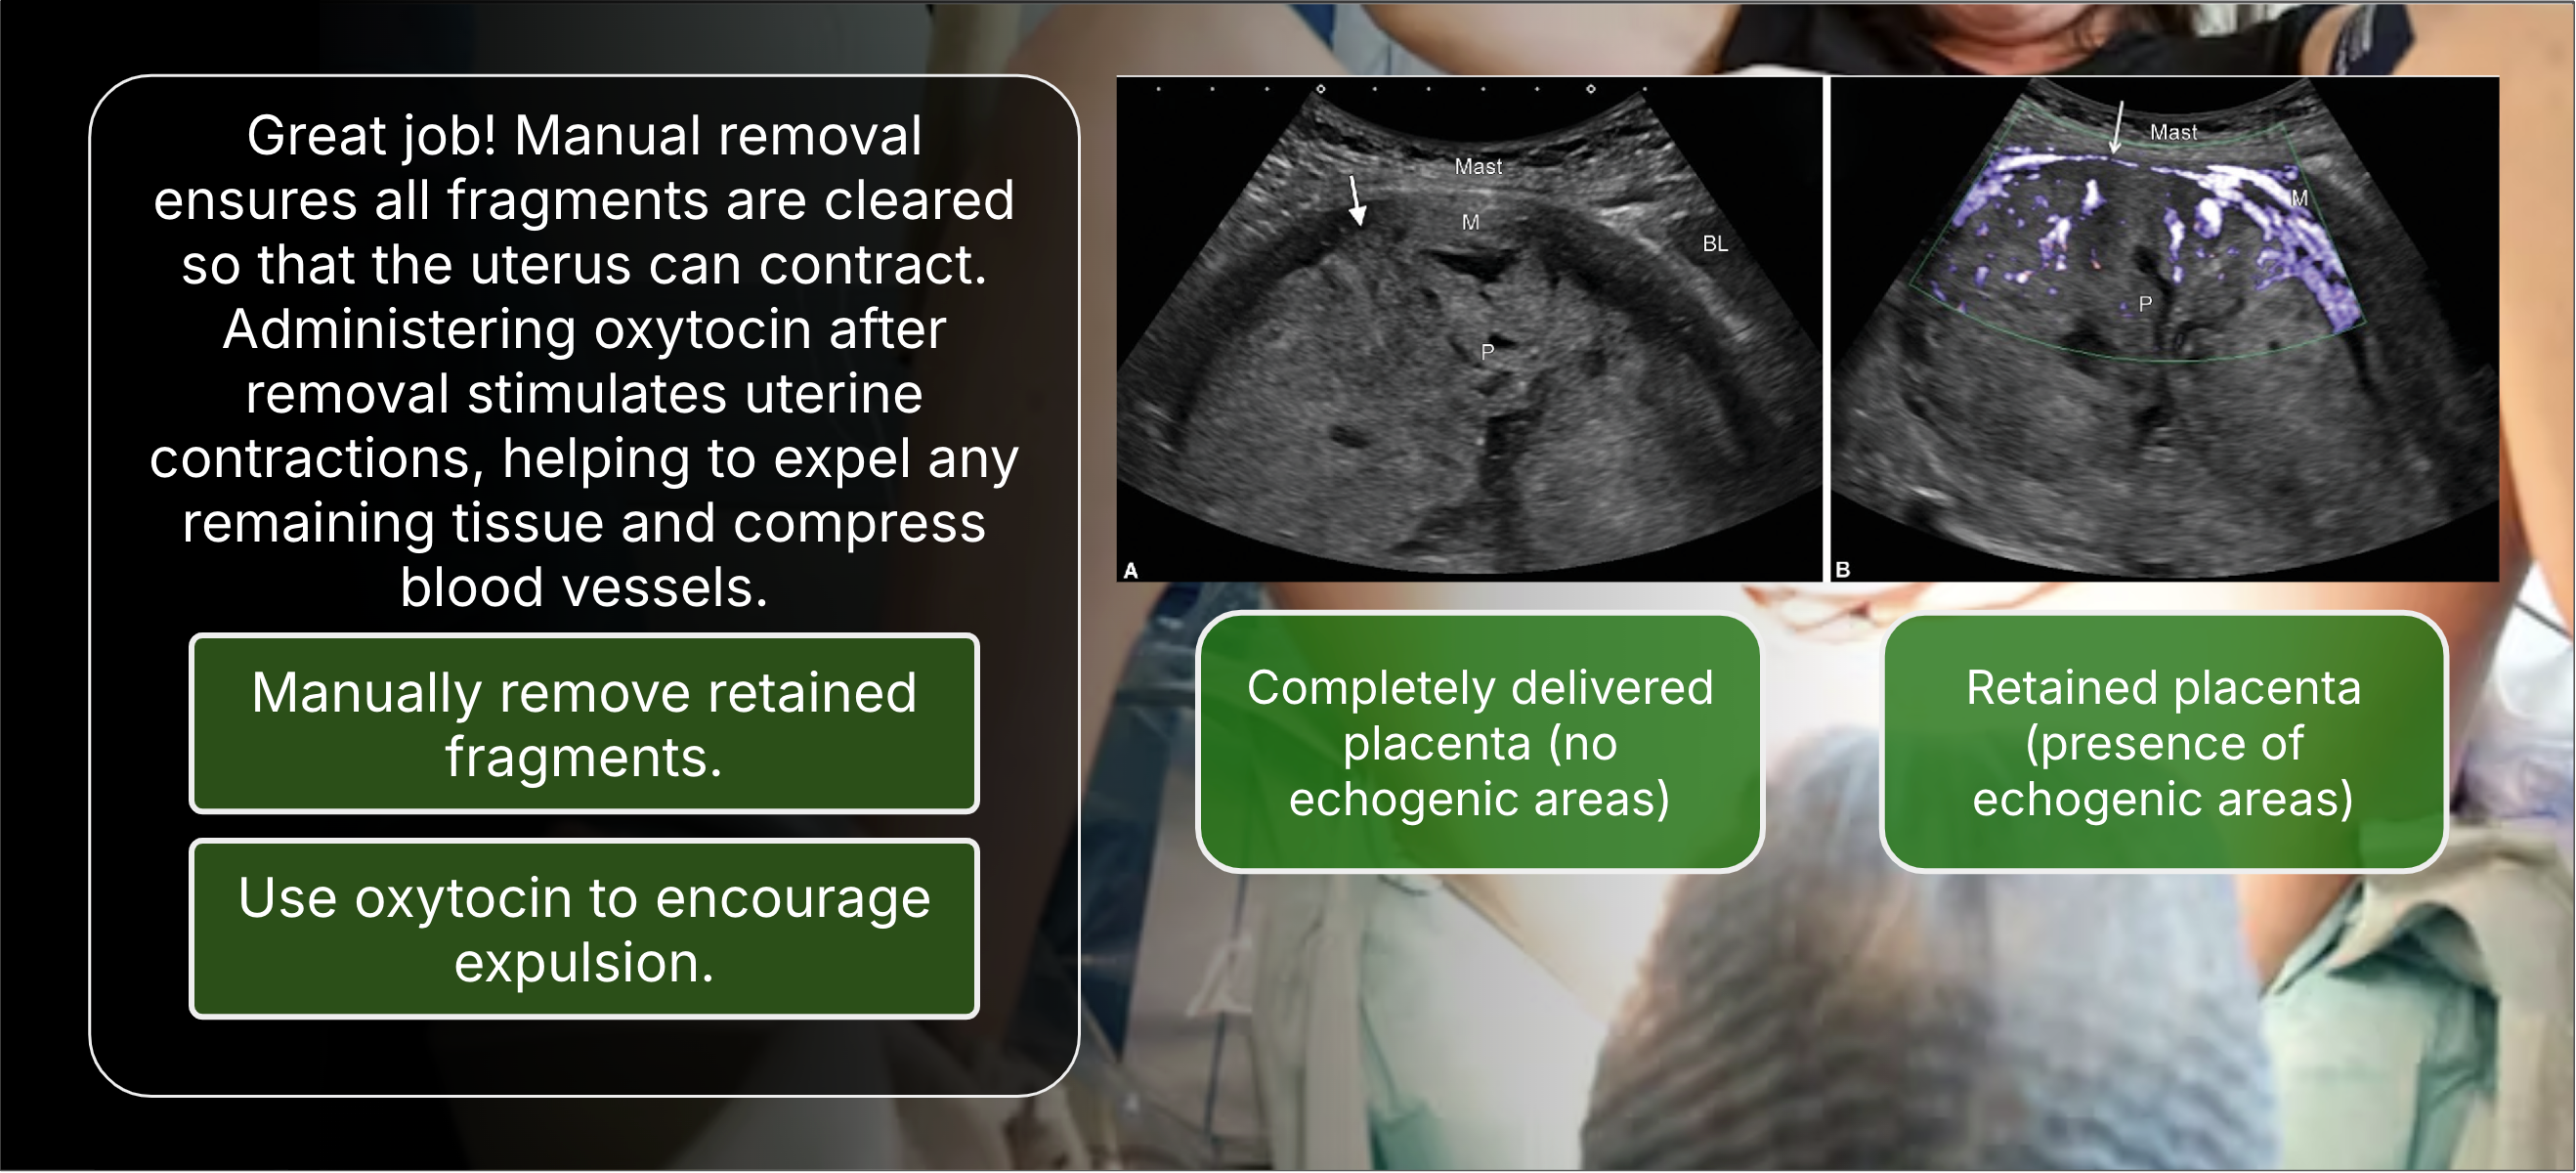 Great job! Manual removal
ensures all fragments are cleared
so that the uterus can contract.
Administering oxytocin after
removal stimulates uterine
contractions, helping to expel any
remaining tissue and compress
blood vessels.
Manually remove retained
fragments.
Use oxytocin to encourage
expulsion.
Mast
M
BL
P
A
Mast
M
P
B
Completely delivered
placenta (no
echogenic areas)
Retained placenta
(presence of
echogenic areas)